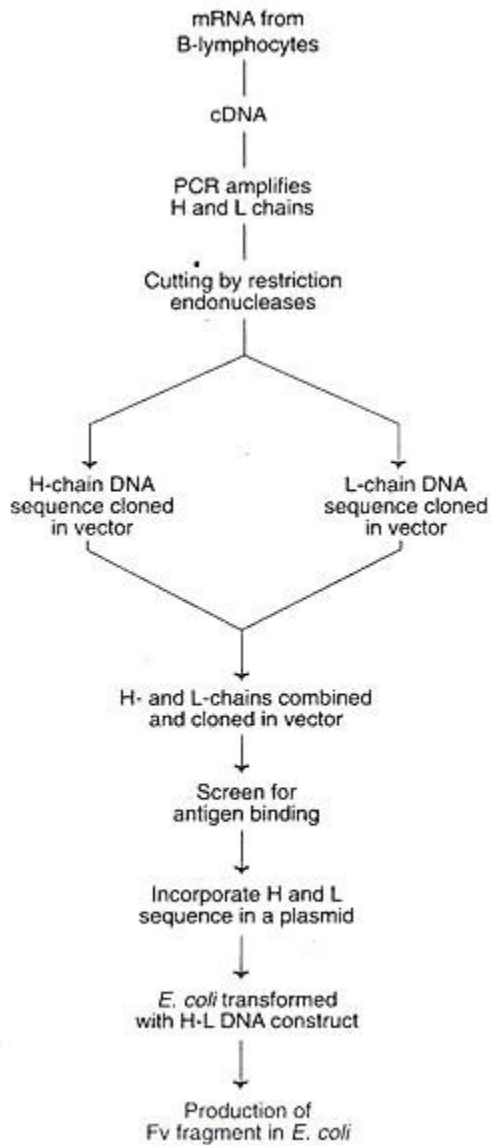 mRNA from
B-lymphocytes
cDNA
PCR amplifies
H and L chains
Cutting by restriction
endonucleases
H-chain DNA
sequence cloned
in vector
L-chain DNA
sequence cloned
in vector
H- and L-chains combined
and cloned in vector
Screen for
antigen binding
Incorporate H and L
sequence in a plasmid
E. coli transformed
with H-L DNA construct
Production of
Fv fragment in E. coli